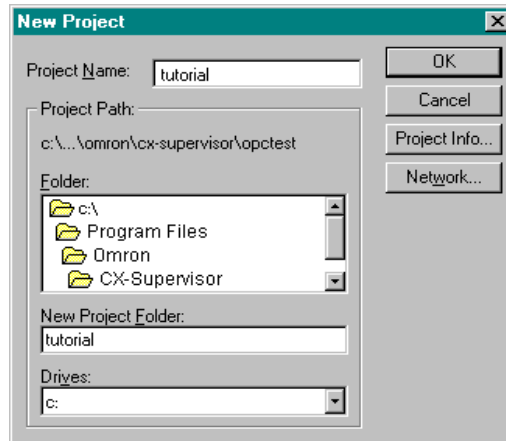 New Project
Project Name: tutorial
OK
Cancel
Project Info...
Network...
Project Path:
c:\...\omron\cx-supervisor\opctest
Folder:
c:\
Program Files
Omron
CX-Supervisor
New Project Folder:
tutorial
Drives:
c: